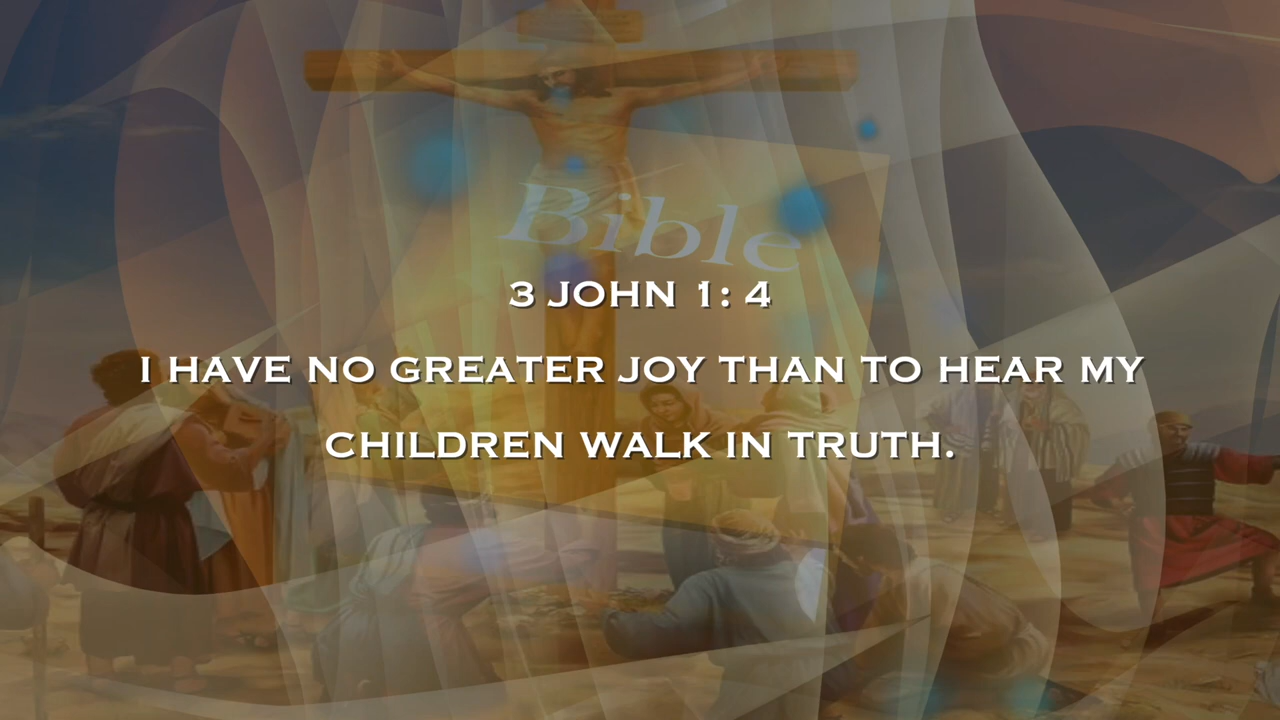 Bible
3 JOHN 1: 4
I HAVE NO GREATER JOY THAN TO HEAR MY
CHILDREN WALK IN TRUTH.